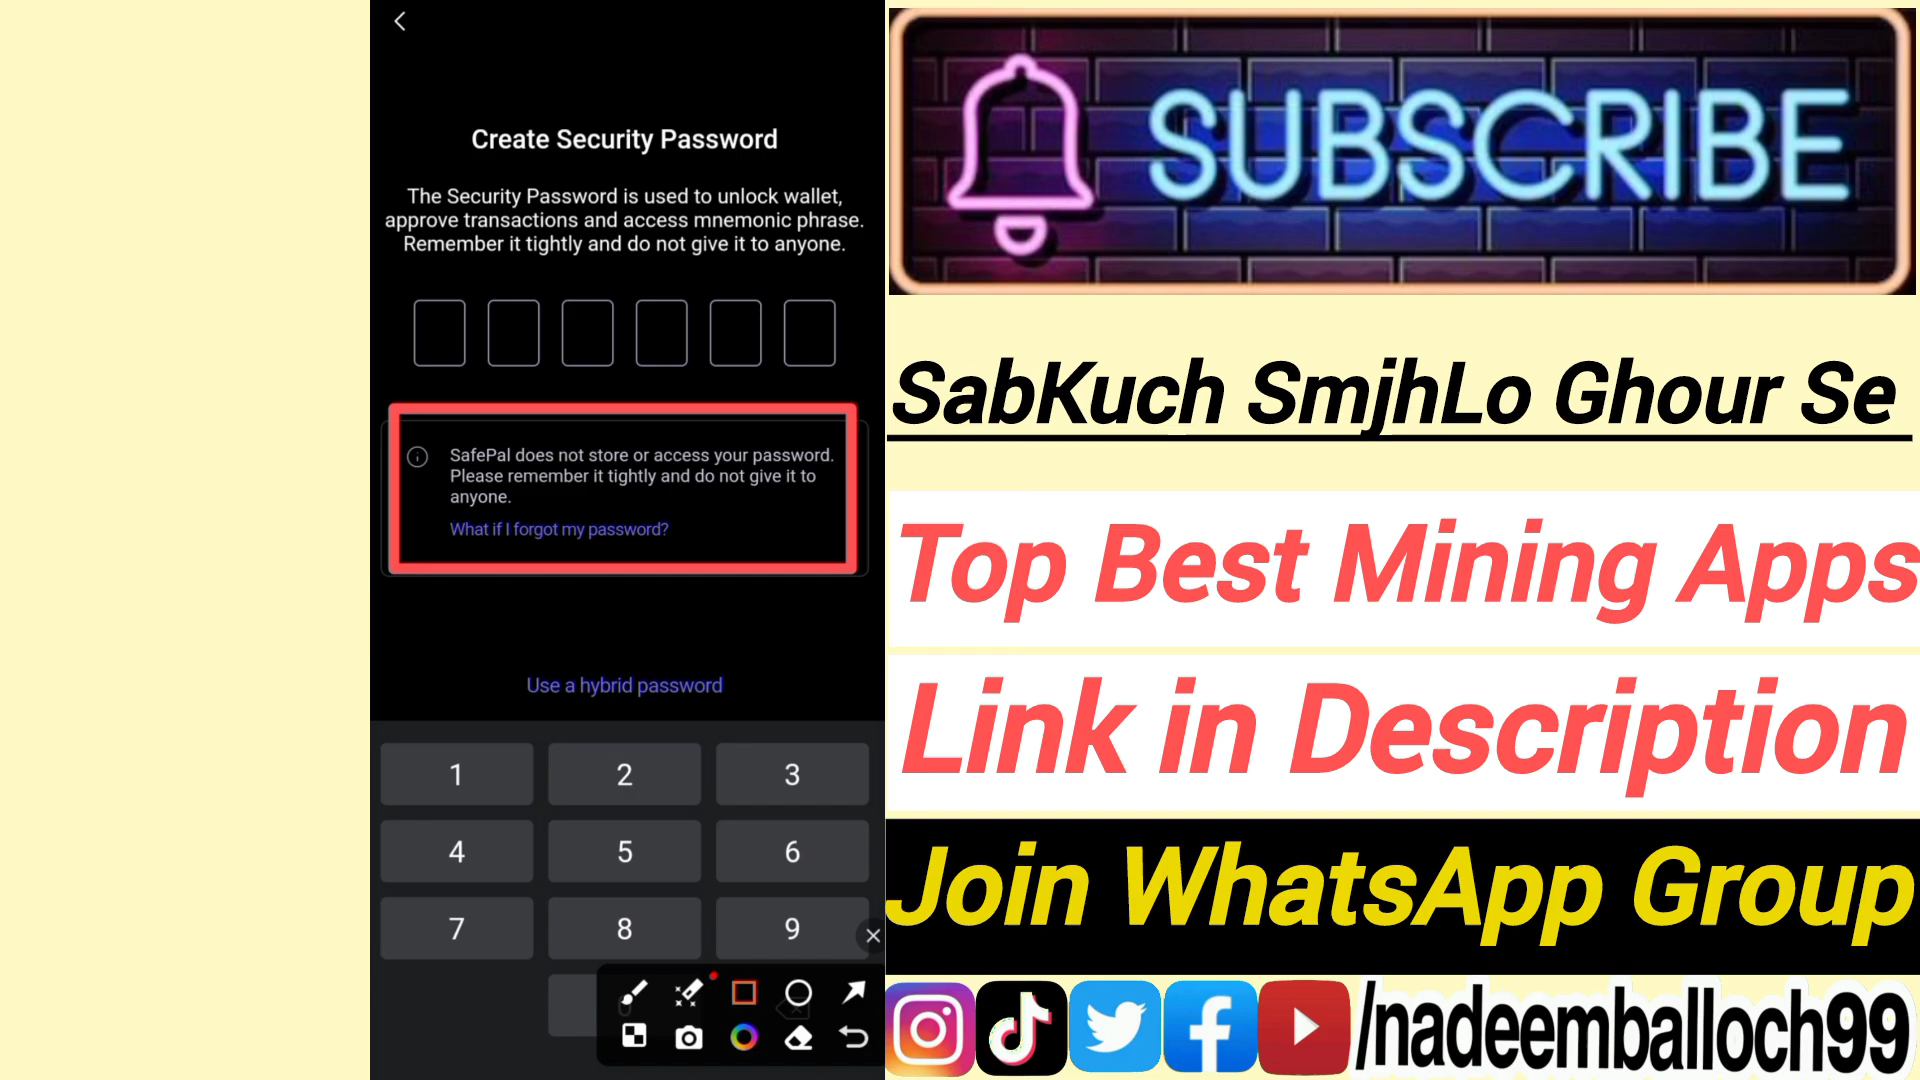 Create Security Password
The Security Password is used to unlock wallet,
approve transactions and access mnemonic phrase.
Remember it tightly and do not give it to anyone.
SafePal does not store or access your password.
Please remember it tightly and do not give it to
anyone.
What if I forgot my password?
Use a hybrid password
1 2 3
4 5 6
7 8 9
SUBSCRIBE
SabKuch SmjhLo Ghour Se
Top Best Mining Apps
Link in Description
Join WhatsApp Group
/nadeemballoch99